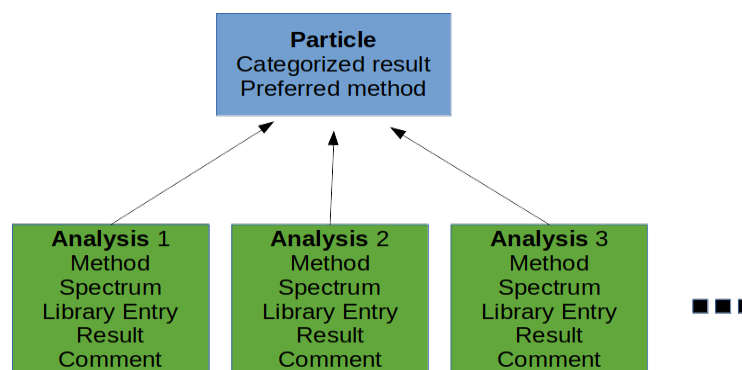 Particle
Categorized result
Preferred method
Analysis 1
Method
Spectrum
Library Entry
Result
Comment
Analysis 2
Method
Spectrum
Library Entry
Result
Comment
Analysis 3
Method
Spectrum
Library Entry
Result
Comment